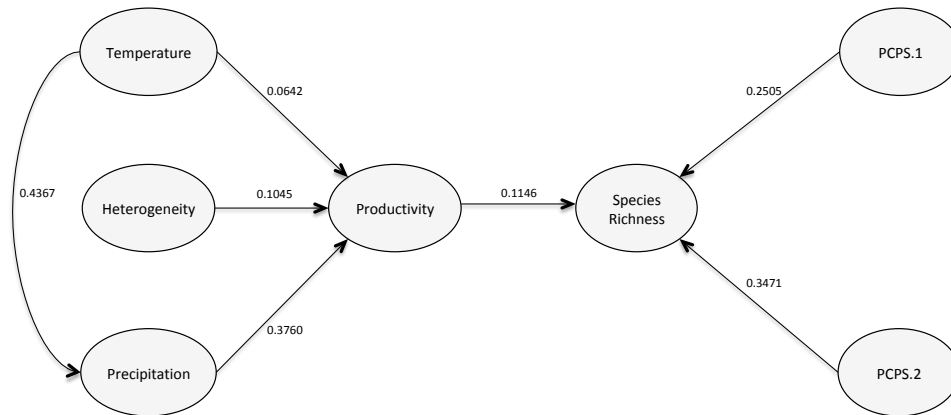 Temperature
PCPS.1
0.0642
0.2505
0.4367
Heterogeneity
0.1045
Productivity
0.1146
Species
Richness
0.3760
0.3471
Precipitation
PCPS.2